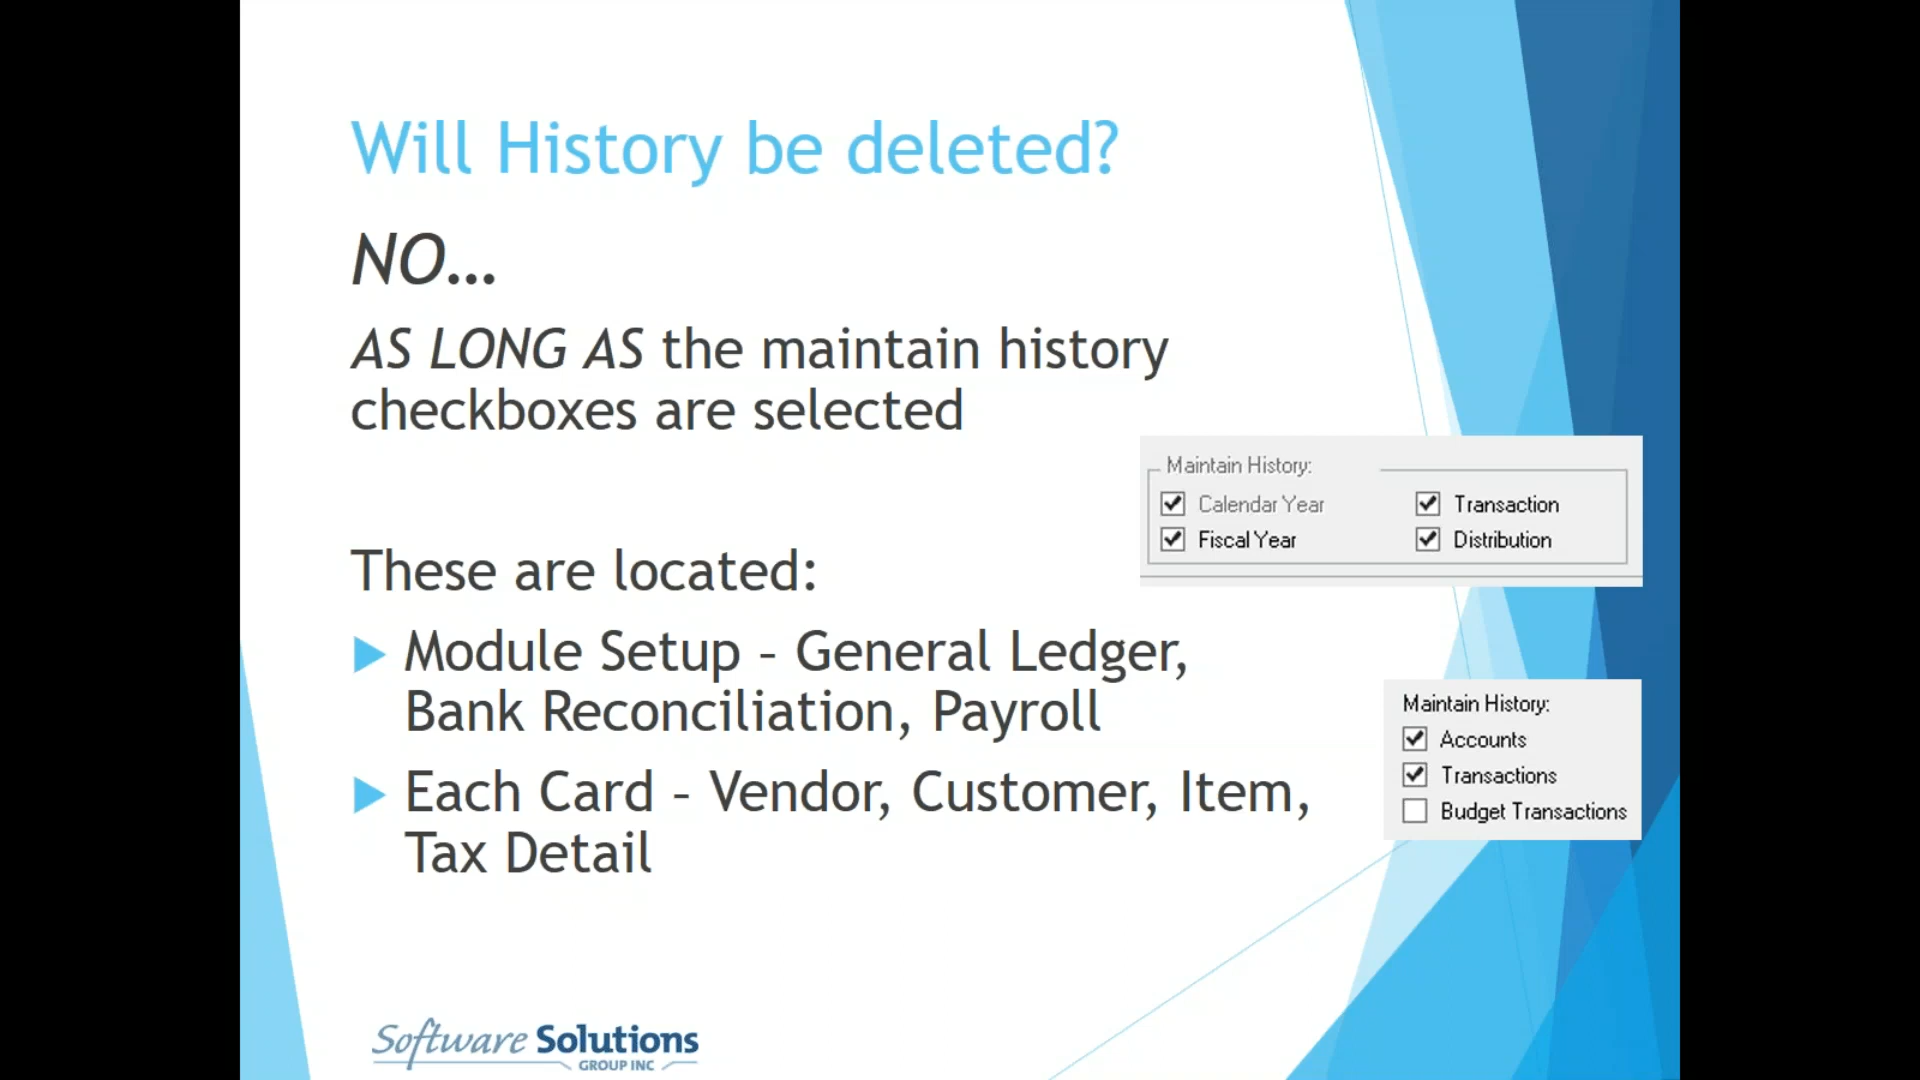 Will History be deleted?
NO...
AS LONG AS the maintain history
checkboxes are selected
Maintain History:
Calendar Year
Transaction
Fiscal Year
Distribution
These are located:
Module Setup – General Ledger,
Bank Reconciliation, Payroll
Each Card – Vendor, Customer, Item,
Tax Detail
Maintain History:
Accounts
Transactions
Budget Transactions
Software Solutions
GROUP INC